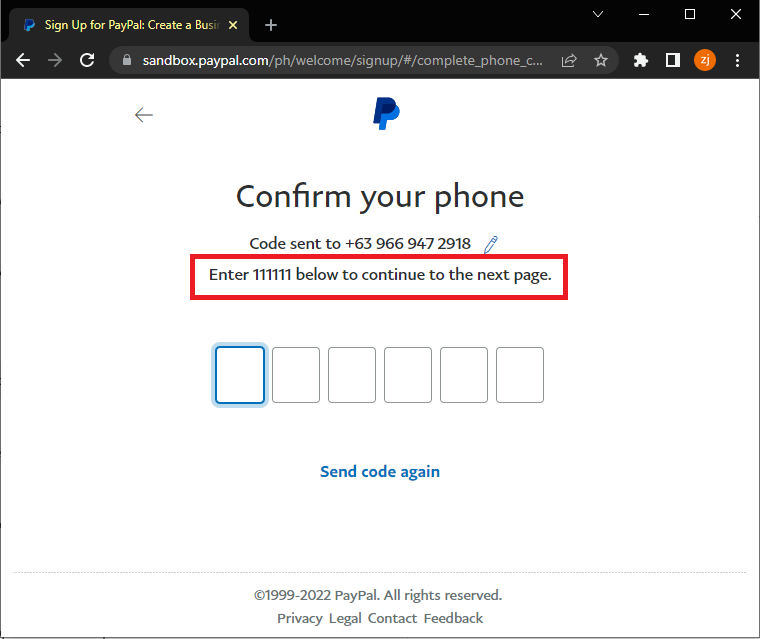 Sign Up for PayPal: Create a Busin
zj
sandbox.paypal.com/ph/welcome/signup/#/complete_phone_c...
Confirm your phone
Code sent to +63 966 947 2918
Enter 111111 below to continue to the next page.
Send code again
©1999-2022 PayPal. All rights reserved.
Privacy Legal Contact Feedback